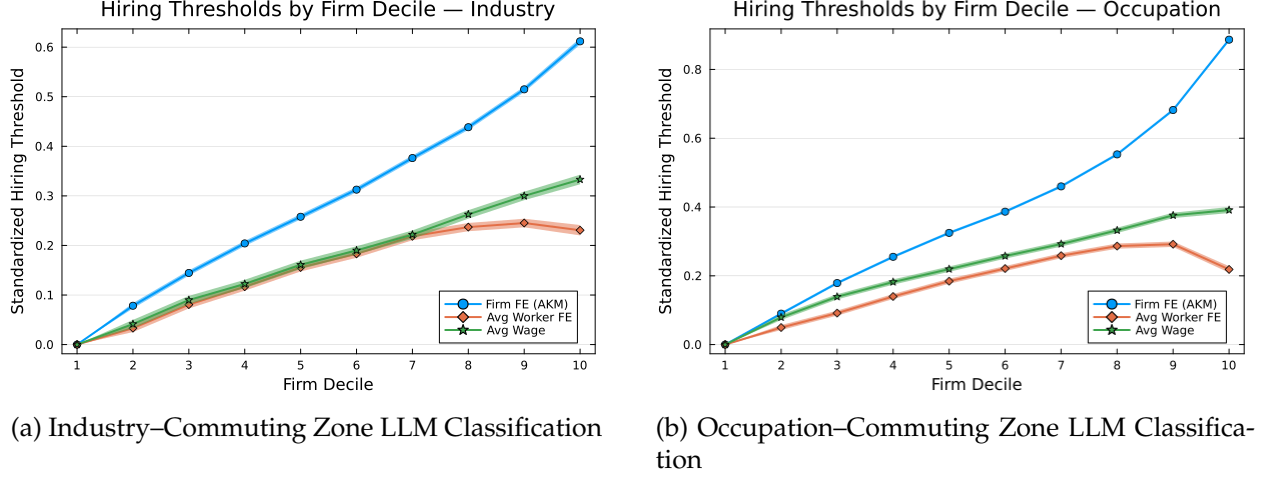 Hiring Thresholds by Firm Decile — Industry
Standardized Hiring Threshold
0.6
0.5
0.4
0.3
0.2
0.1
0.0
1 2 3 4 5 6 7 8 9 10
Firm Decile
Firm FE (AKM)
Avg Worker FE
Avg Wage
(a) Industry–Commuting Zone LLM Classification
Hiring Thresholds by Firm Decile — Occupation
Standardized Hiring Threshold
0.8
0.6
0.4
0.2
0.0
1 2 3 4 5 6 7 8 9 10
Firm Decile
Firm FE (AKM)
Avg Worker FE
Avg Wage
(b) Occupation–Commuting Zone LLM Classifica-
tion